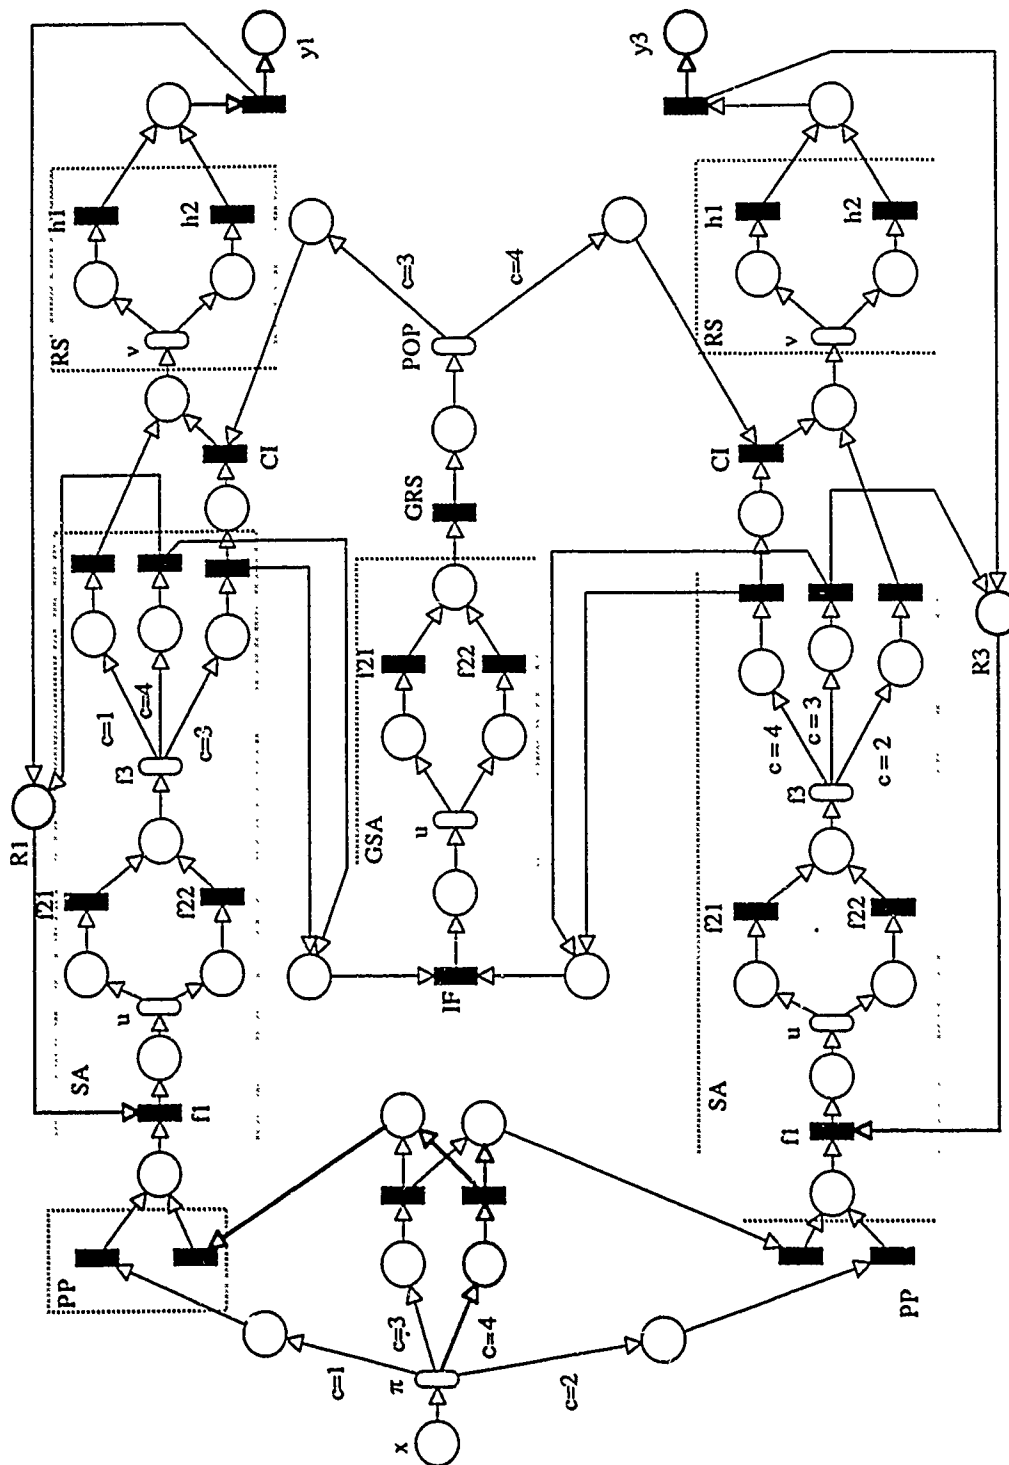 y1
y3
h1
h2
RS
ν
h1
h2
RS
ν
c=3
c=4
POP
CI
CI
GRS
R1
SA
f21
f22
f3
c=1
c=4
c=3
u
f1
GSA
f21
f22
u
IF
R3
SA
f21
f22
f3
c = 4
c = 3
c = 2
u
f1
PP
PP
c=1
c=3
c=4
c=2
π
x